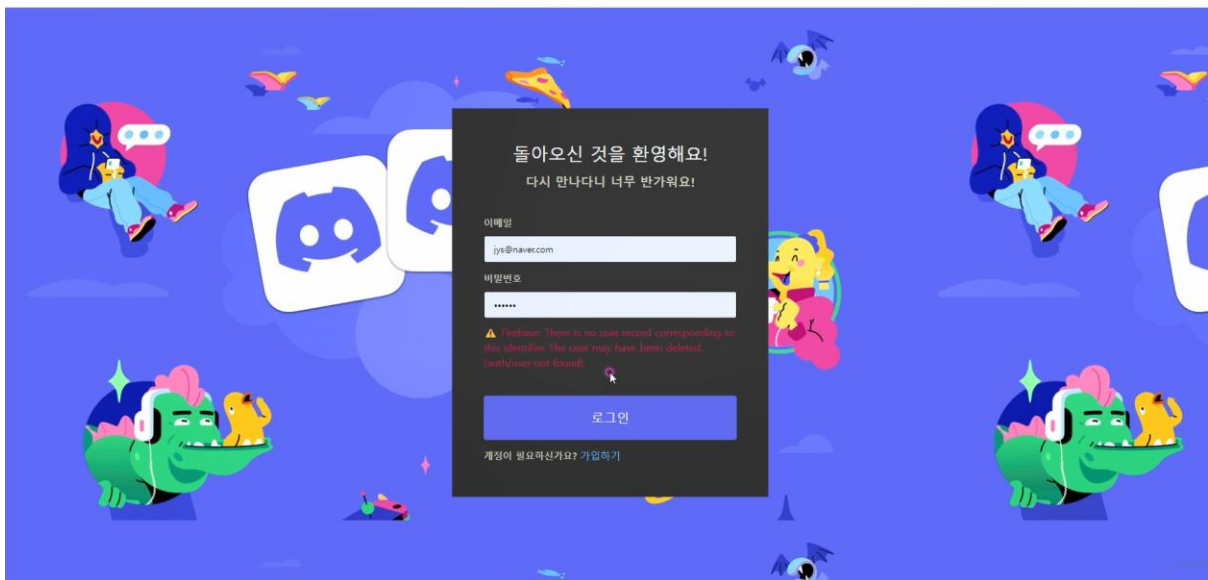 돌아오신 것을 환영해요!
다시 만나다니 너무 반가워요!
이메일
jys@naver.com
비밀번호
••••••
⚠ Firebase: There is no user record corresponding to
this identifier. The user may have been deleted.
(auth/user-not-found).
로그인
계정이 필요하신가요? 가입하기